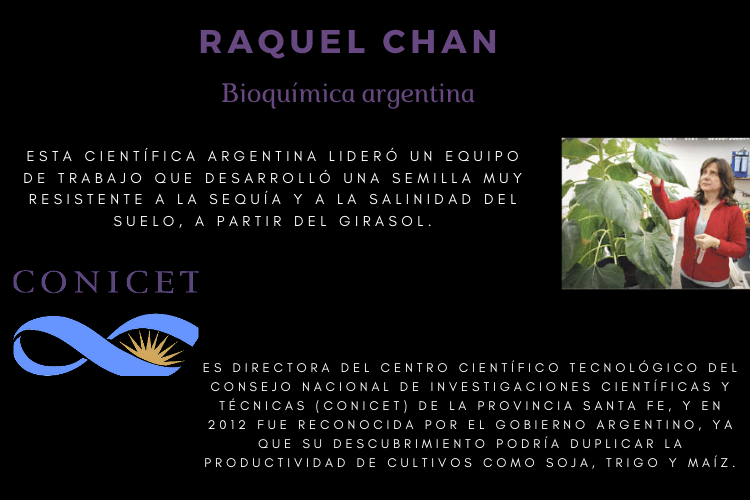 RAQUEL CHAN
Bioquímica argentina
ESTA CIENTÍFICA ARGENTINA LIDERÓ UN EQUIPO
DE TRABAJO QUE DESARROLLÓ UNA SEMILLA MUY
RESISTENTE A LA SEQUÍA Y A LA SALINIDAD DEL
SUELO, A PARTIR DEL GIRASOL.
CONICET
ES DIRECTORA DEL CENTRO CIENTÍFICO TECNOLÓGICO DEL
CONSEJO NACIONAL DE INVESTIGACIONES CIENTÍFICAS Y
TÉCNICAS (CONICET) DE LA PROVINCIA SANTA FE, Y EN
2012 FUE RECONOCIDA POR EL GOBIERNO ARGENTINO, YA
QUE SU DESCUBRIMIENTO PODRÍA DUPLICAR LA
PRODUCTIVIDAD DE CULTIVOS COMO SOJA, TRIGO Y MAÍZ.